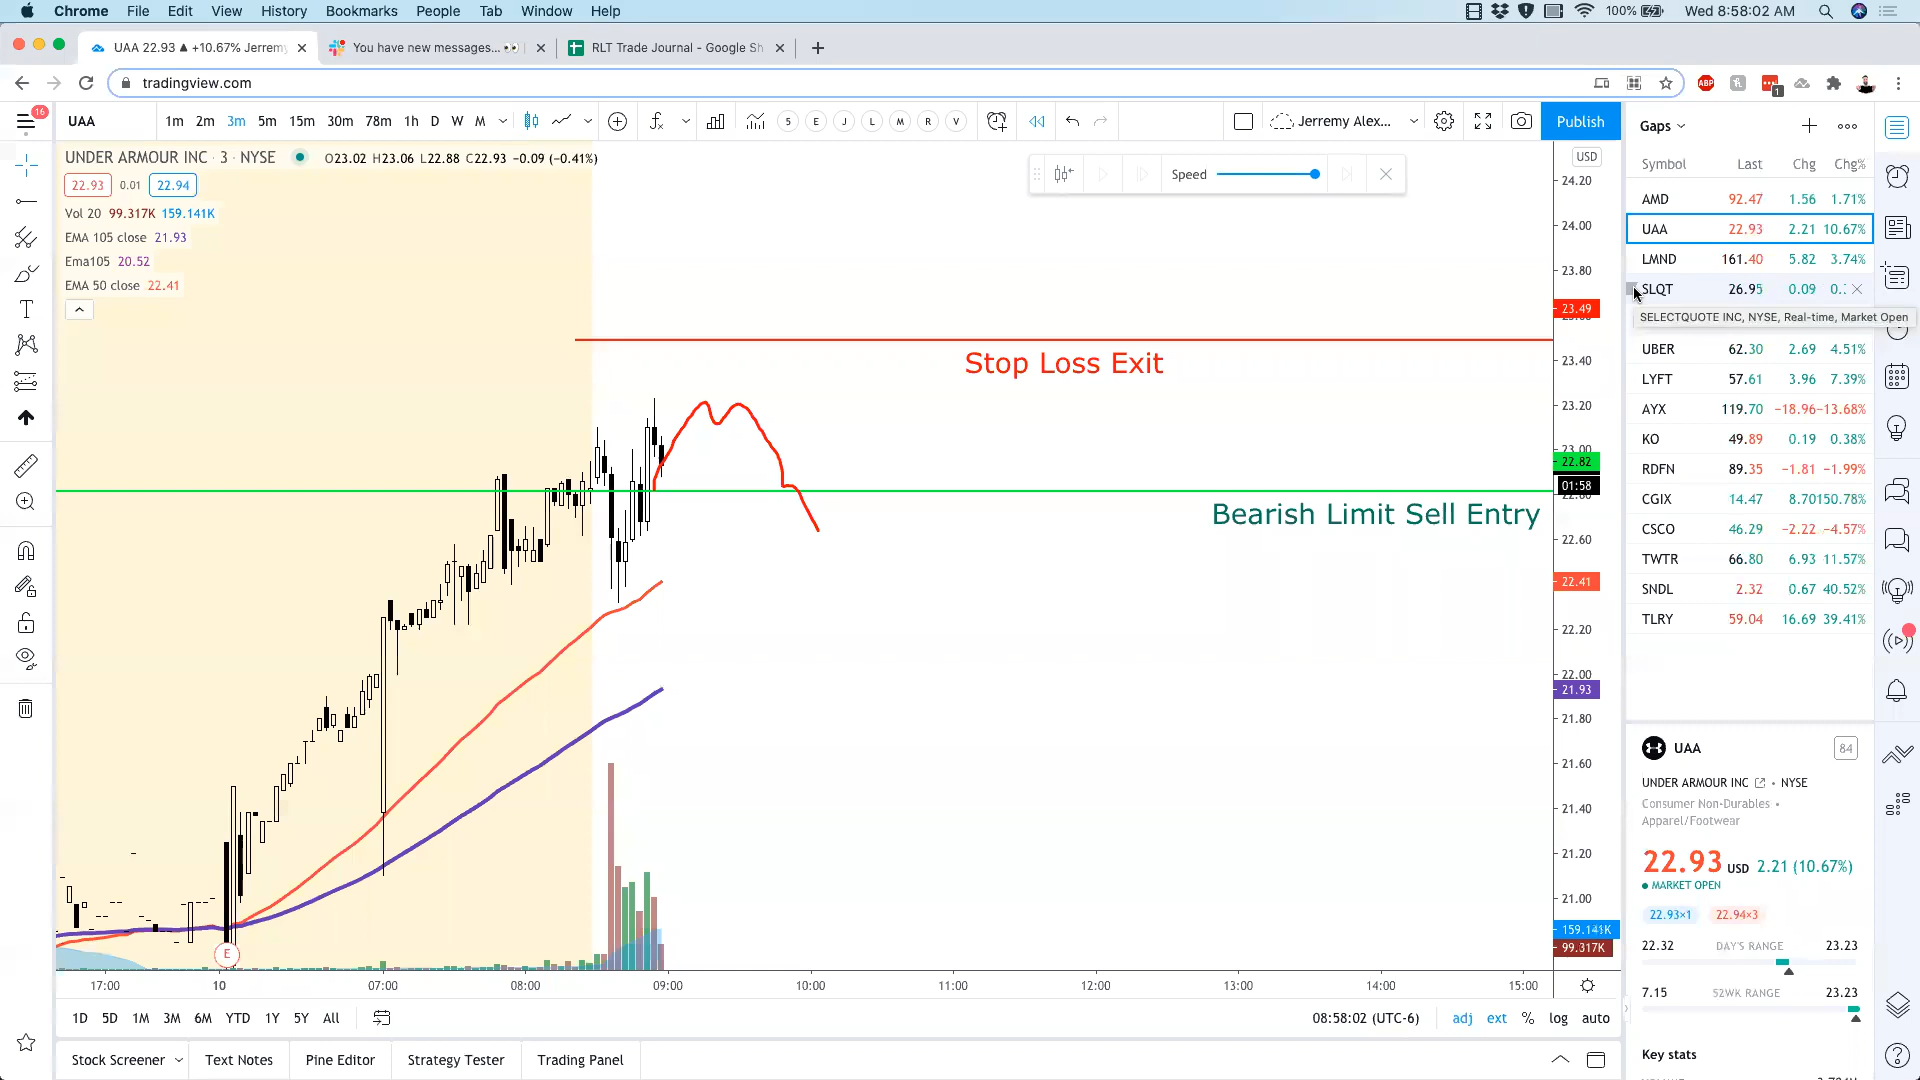 Chrome File Edit View History Bookmarks People Tab Window Help 100% Wed 8:58:02 AM
UAA 22.93 ▲ +10.67% Jerremy You have new messages... 👀 RLT Trade Journal - Google Sh
tradingview.com ABP 1
16 UAA 1m 2m 3m 5m 15m 30m 78m 1h D W M S E J L M R V Jerremy Alex... Publish
UNDER ARMOUR INC · 3 · NYSE O23.02 H23.06 L22.88 C22.93 −0.09 (−0.41%)
22.93 0.01 22.94
Vol 20 99.317K 159.141K
EMA 105 close 21.93
Ema105 20.52
EMA 50 close 22.41
Speed
Stop Loss Exit
Bearish Limit Sell Entry
E
USD
24.20
24.00
23.80
23.49
23.40
23.20
23.00
22.82
01:58
22.60
22.41
22.20
22.00
21.93
21.80
21.60
21.40
21.20
21.00
159.141K
99.317K
17:00 10 07:00 08:00 09:00 10:00 11:00 12:00 13:00 14:00 15:00
1D 5D 1M 3M 6M YTD 1Y 5Y All 08:58:02 (UTC-6) adj ext % log auto
Stock Screener Text Notes Pine Editor Strategy Tester Trading Panel
Gaps
Symbol Last Chg Chg%
AMD 92.47 1.56 1.71%
UAA 22.93 2.21 10.67%
LMND 161.40 5.82 3.74%
SLQT 26.95 0.09 0.:
SELECTQUOTE INC, NYSE, Real-time, Market Open
UBER 62.30 2.69 4.51%
LYFT 57.61 3.96 7.39%
AYX 119.70 −18.96 −13.68%
KO 49.89 0.19 0.38%
RDFN 89.35 −1.81 −1.99%
CGIX 14.47 8.70 150.78%
CSCO 46.29 −2.22 −4.57%
TWTR 66.80 6.93 11.57%
SNDL 2.32 0.67 40.52%
TLRY 59.04 16.69 39.41%
UAA 84
UNDER ARMOUR INC • NYSE
Consumer Non-Durables •
Apparel/Footwear
22.93 USD 2.21 (10.67%)
MARKET OPEN
22.93×1 22.94×3
22.32 DAY'S RANGE 23.23
7.15 52WK RANGE 23.23
Key stats